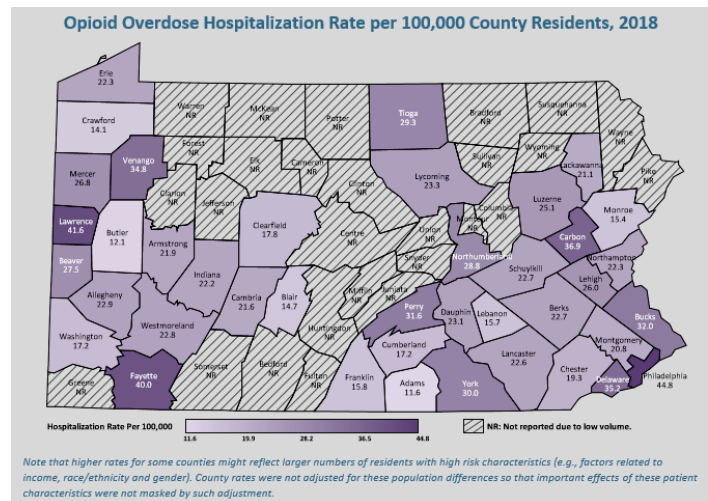 Opioid Overdose Hospitalization Rate per 100,000 County Residents, 2018
Erie
22.3
Crawford
14.1
Warren
NR
McKean
NR
Potter
NR
Tioga
29.3
Bradford
NR
Susquehanna
NR
Wayne
NR
Wyoming
NR
Lackawanna
21.1
Pike
NR
Forest
NR
Elk
NR
Cameron
NR
Sullivan
NR
Venango
34.8
Mercer
26.8
Clarion
NR
Jefferson
NR
Clinton
NR
Lycoming
23.3
Luzerne
25.1
Columbia
NR
Montour
NR
Monroe
15.4
Lawrence
41.6
Butler
12.1
Clearfield
17.8
Centre
NR
Union
NR
Snyder
NR
Northumberland
28.8
Carbon
36.9
Northampton
22.3
Armstrong
21.9
Beaver
27.5
Indiana
22.2
Schuylkill
22.7
Lehigh
26.0
Allegheny
22.9
Cambria
21.6
Blair
14.7
Mifflin
NR
Juniata
NR
Perry
31.6
Dauphin
23.1
Lebanon
15.7
Berks
22.7
Bucks
32.0
Westmoreland
22.8
Huntingdon
NR
Washington
17.2
Cumberland
17.2
Lancaster
22.6
Montgomery
20.8
Chester
19.3
Philadelphia
44.8
Delaware
35.2
Greene
NR
Fayette
40.0
Somerset
NR
Bedford
NR
Fulton
NR
Franklin
15.8
Adams
11.6
York
30.0
Hospitalization Rate Per 100,000
11.6 19.9 28.2 36.5 44.8
NR: Not reported due to low volume.
Note that higher rates for some counties might reflect larger numbers of residents with high risk characteristics (e.g., factors related to
income, race/ethnicity and gender). County rates were not adjusted for these population differences so that important effects of these patient
characteristics were not masked by such adjustment.